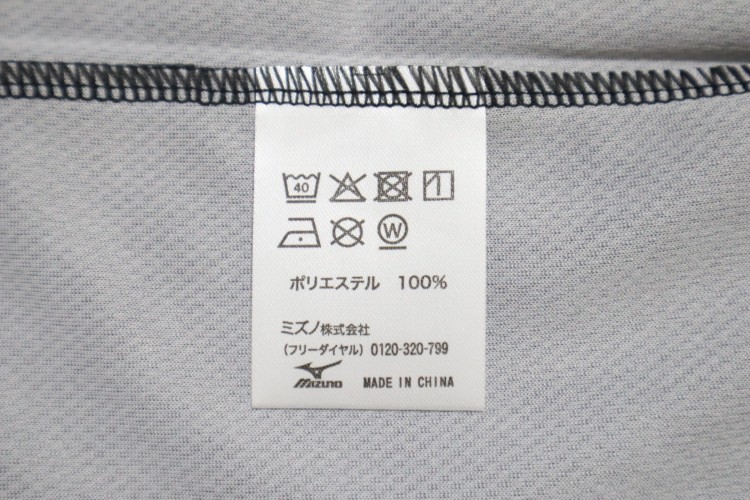 40
W
ポリエステル 100%
ミズノ株式会社
(フリーダイヤル) 0120-320-799
MIZUNO MADE IN CHINA